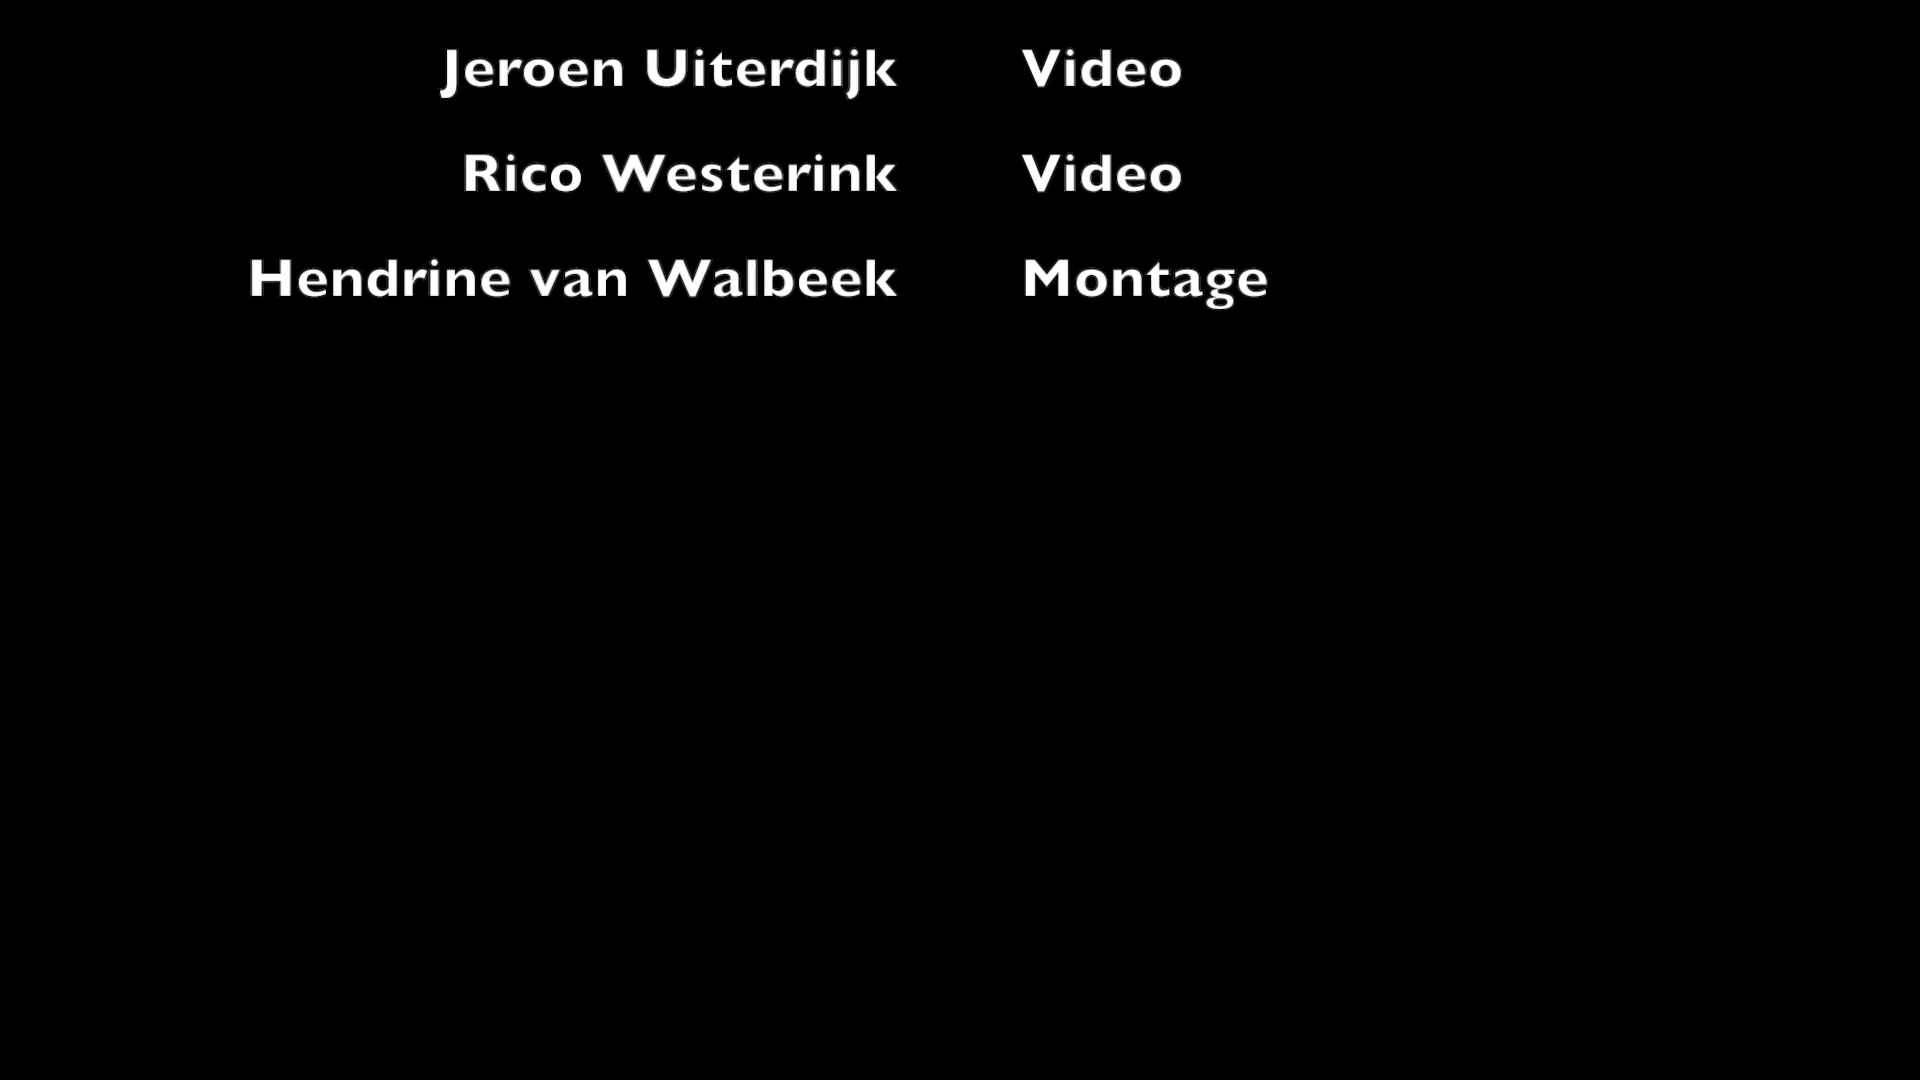 Jeroen Uiterdijk Video
Rico Westerink Video
Hendrine van Walbeek Montage